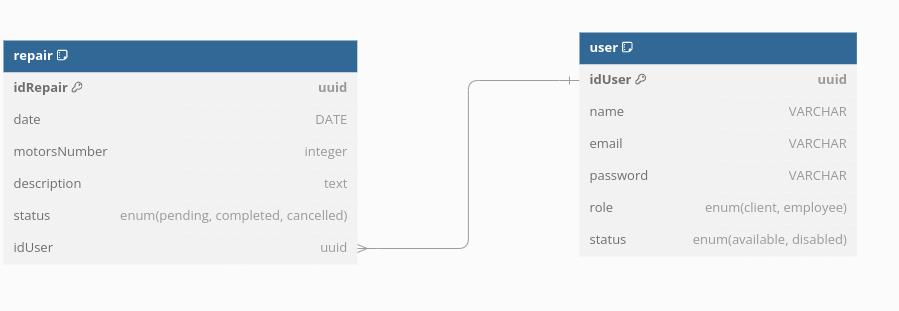 repair
idRepair uuid
date DATE
motorsNumber integer
description text
status enum(pending, completed, cancelled)
idUser uuid
user
idUser uuid
name VARCHAR
email VARCHAR
password VARCHAR
role enum(client, employee)
status enum(available, disabled)